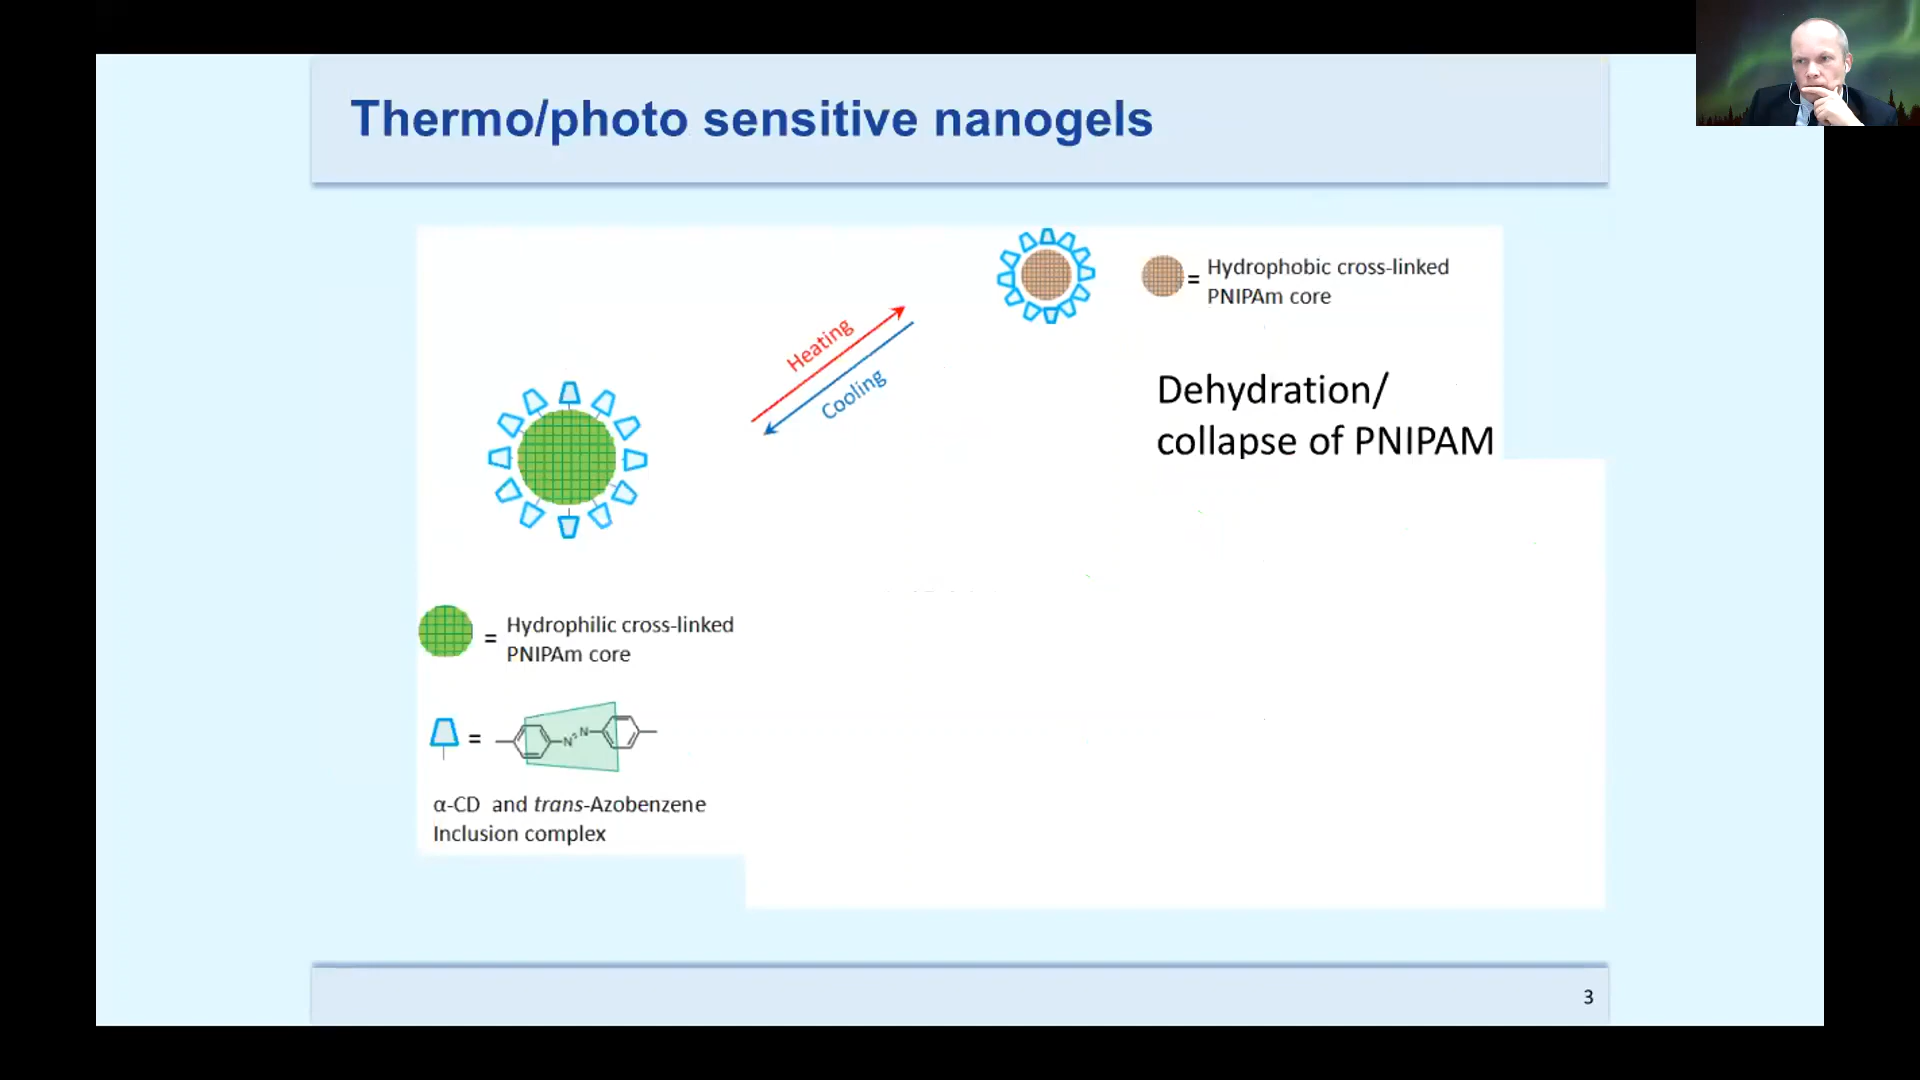 Thermo/photo sensitive nanogels
= Hydrophobic cross-linked
PNIPAm core
Heating
Cooling
Dehydration/
collapse of PNIPAM
= Hydrophilic cross-linked
PNIPAm core
= N N
α-CD and trans-Azobenzene
Inclusion complex
3